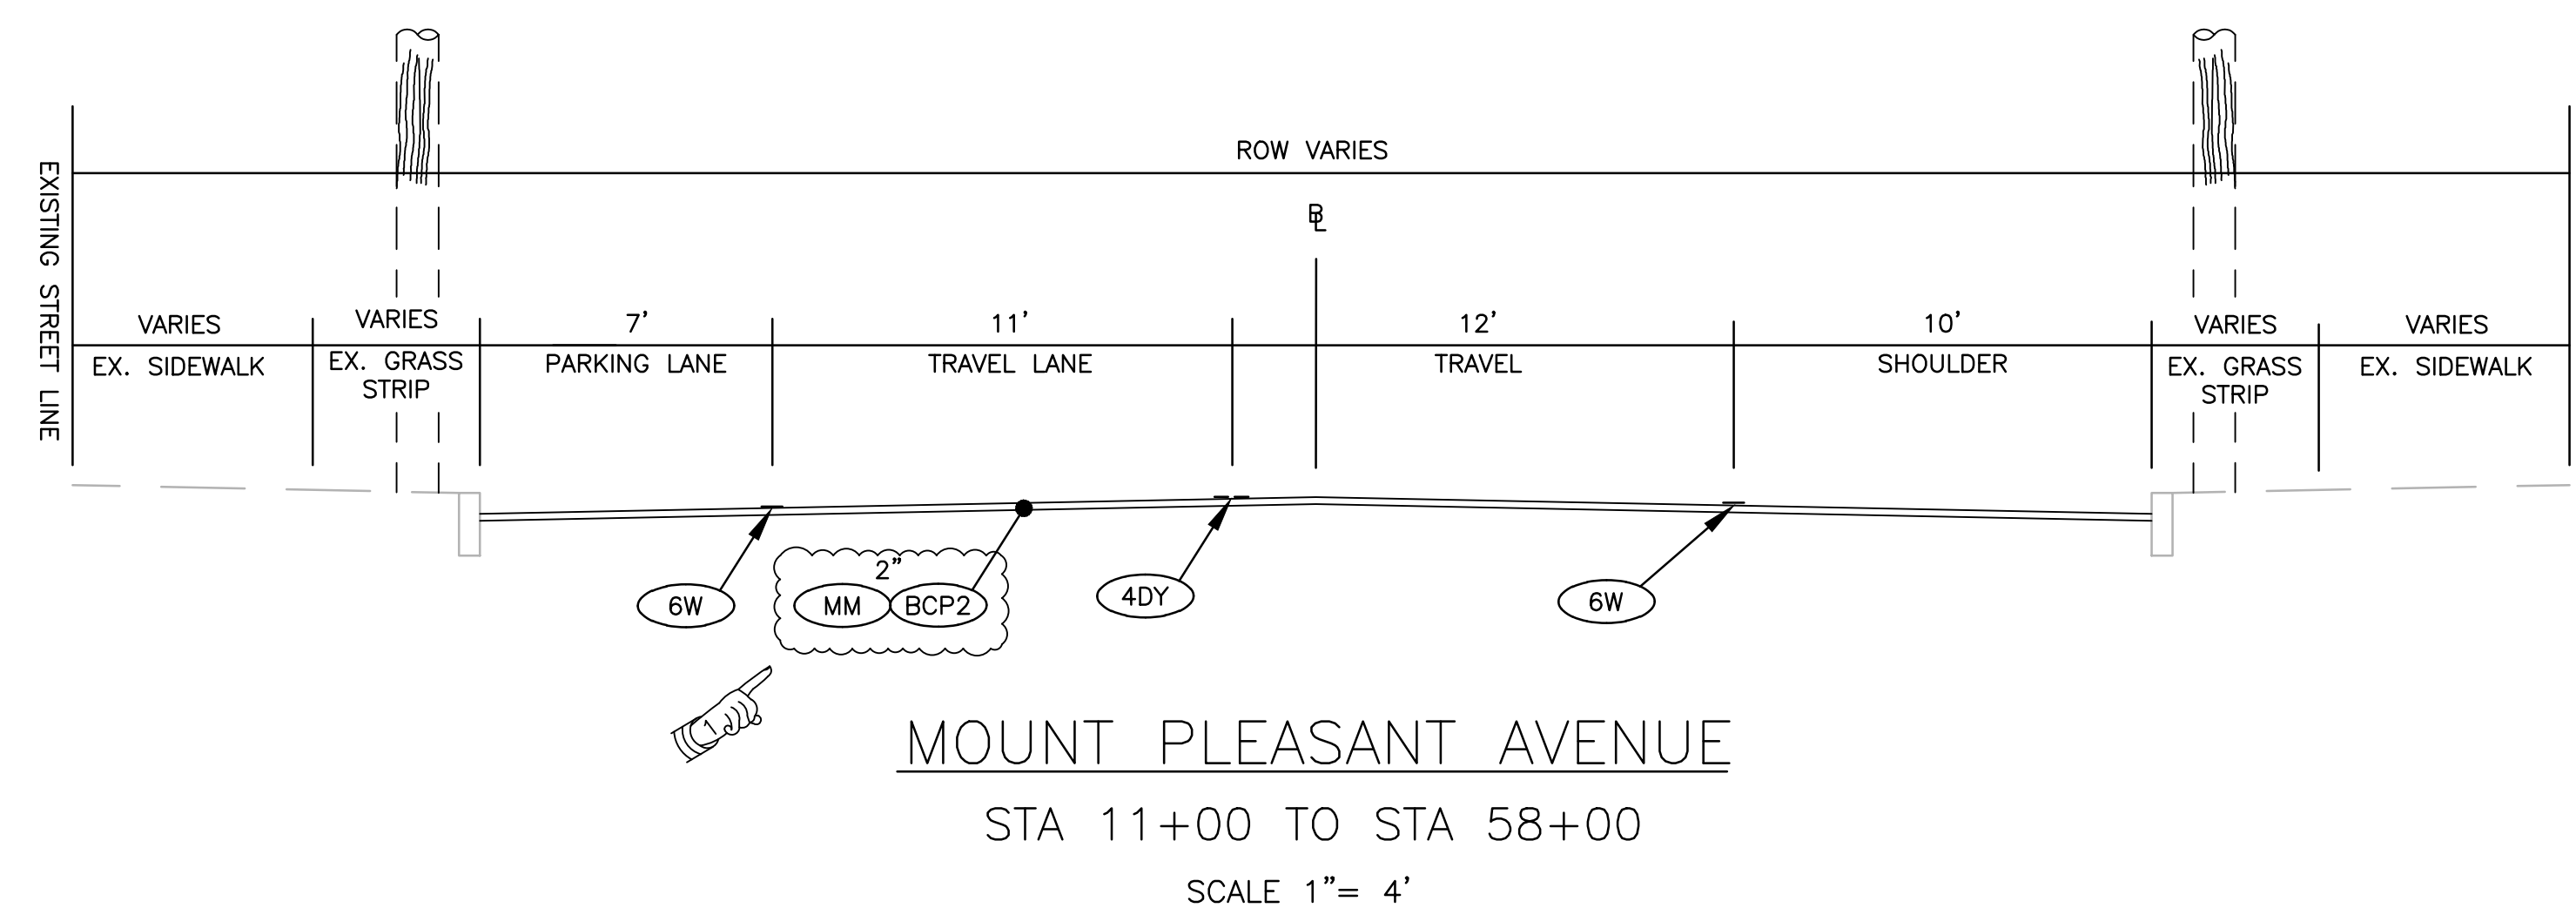 ROW VARIES
EXISTING STREET LINE
VARIES
EX. SIDEWALK
VARIES
EX. GRASS
STRIP
7'
PARKING LANE
11'
TRAVEL LANE
12'
TRAVEL
10'
SHOULDER
VARIES
EX. GRASS
STRIP
VARIES
EX. SIDEWALK
6W
2"
MM BCP2
4DY
6W
1
MOUNT PLEASANT AVENUE
STA 11+00 TO STA 58+00
SCALE 1"= 4'